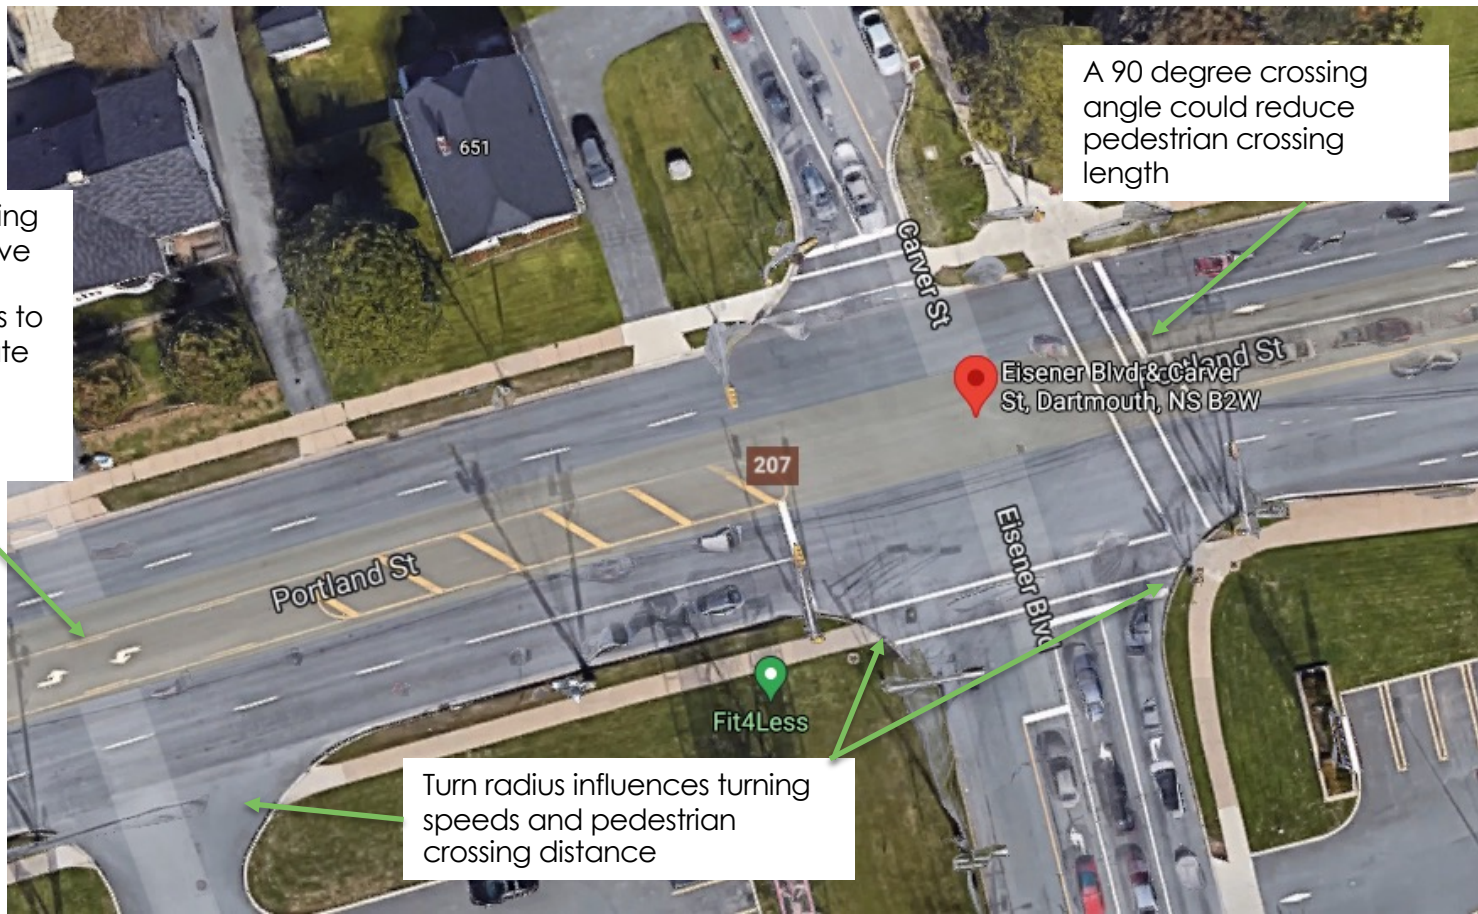 A 90 degree crossing
angle could reduce
pedestrian crossing
length
651
ing
ve
s to
te
Carver St
Portland St
Eisener Blvd & Carver
St, Dartmouth, NS B2W
207
Portland St
Eisener Blvd
Fit4Less
Turn radius influences turning
speeds and pedestrian
crossing distance